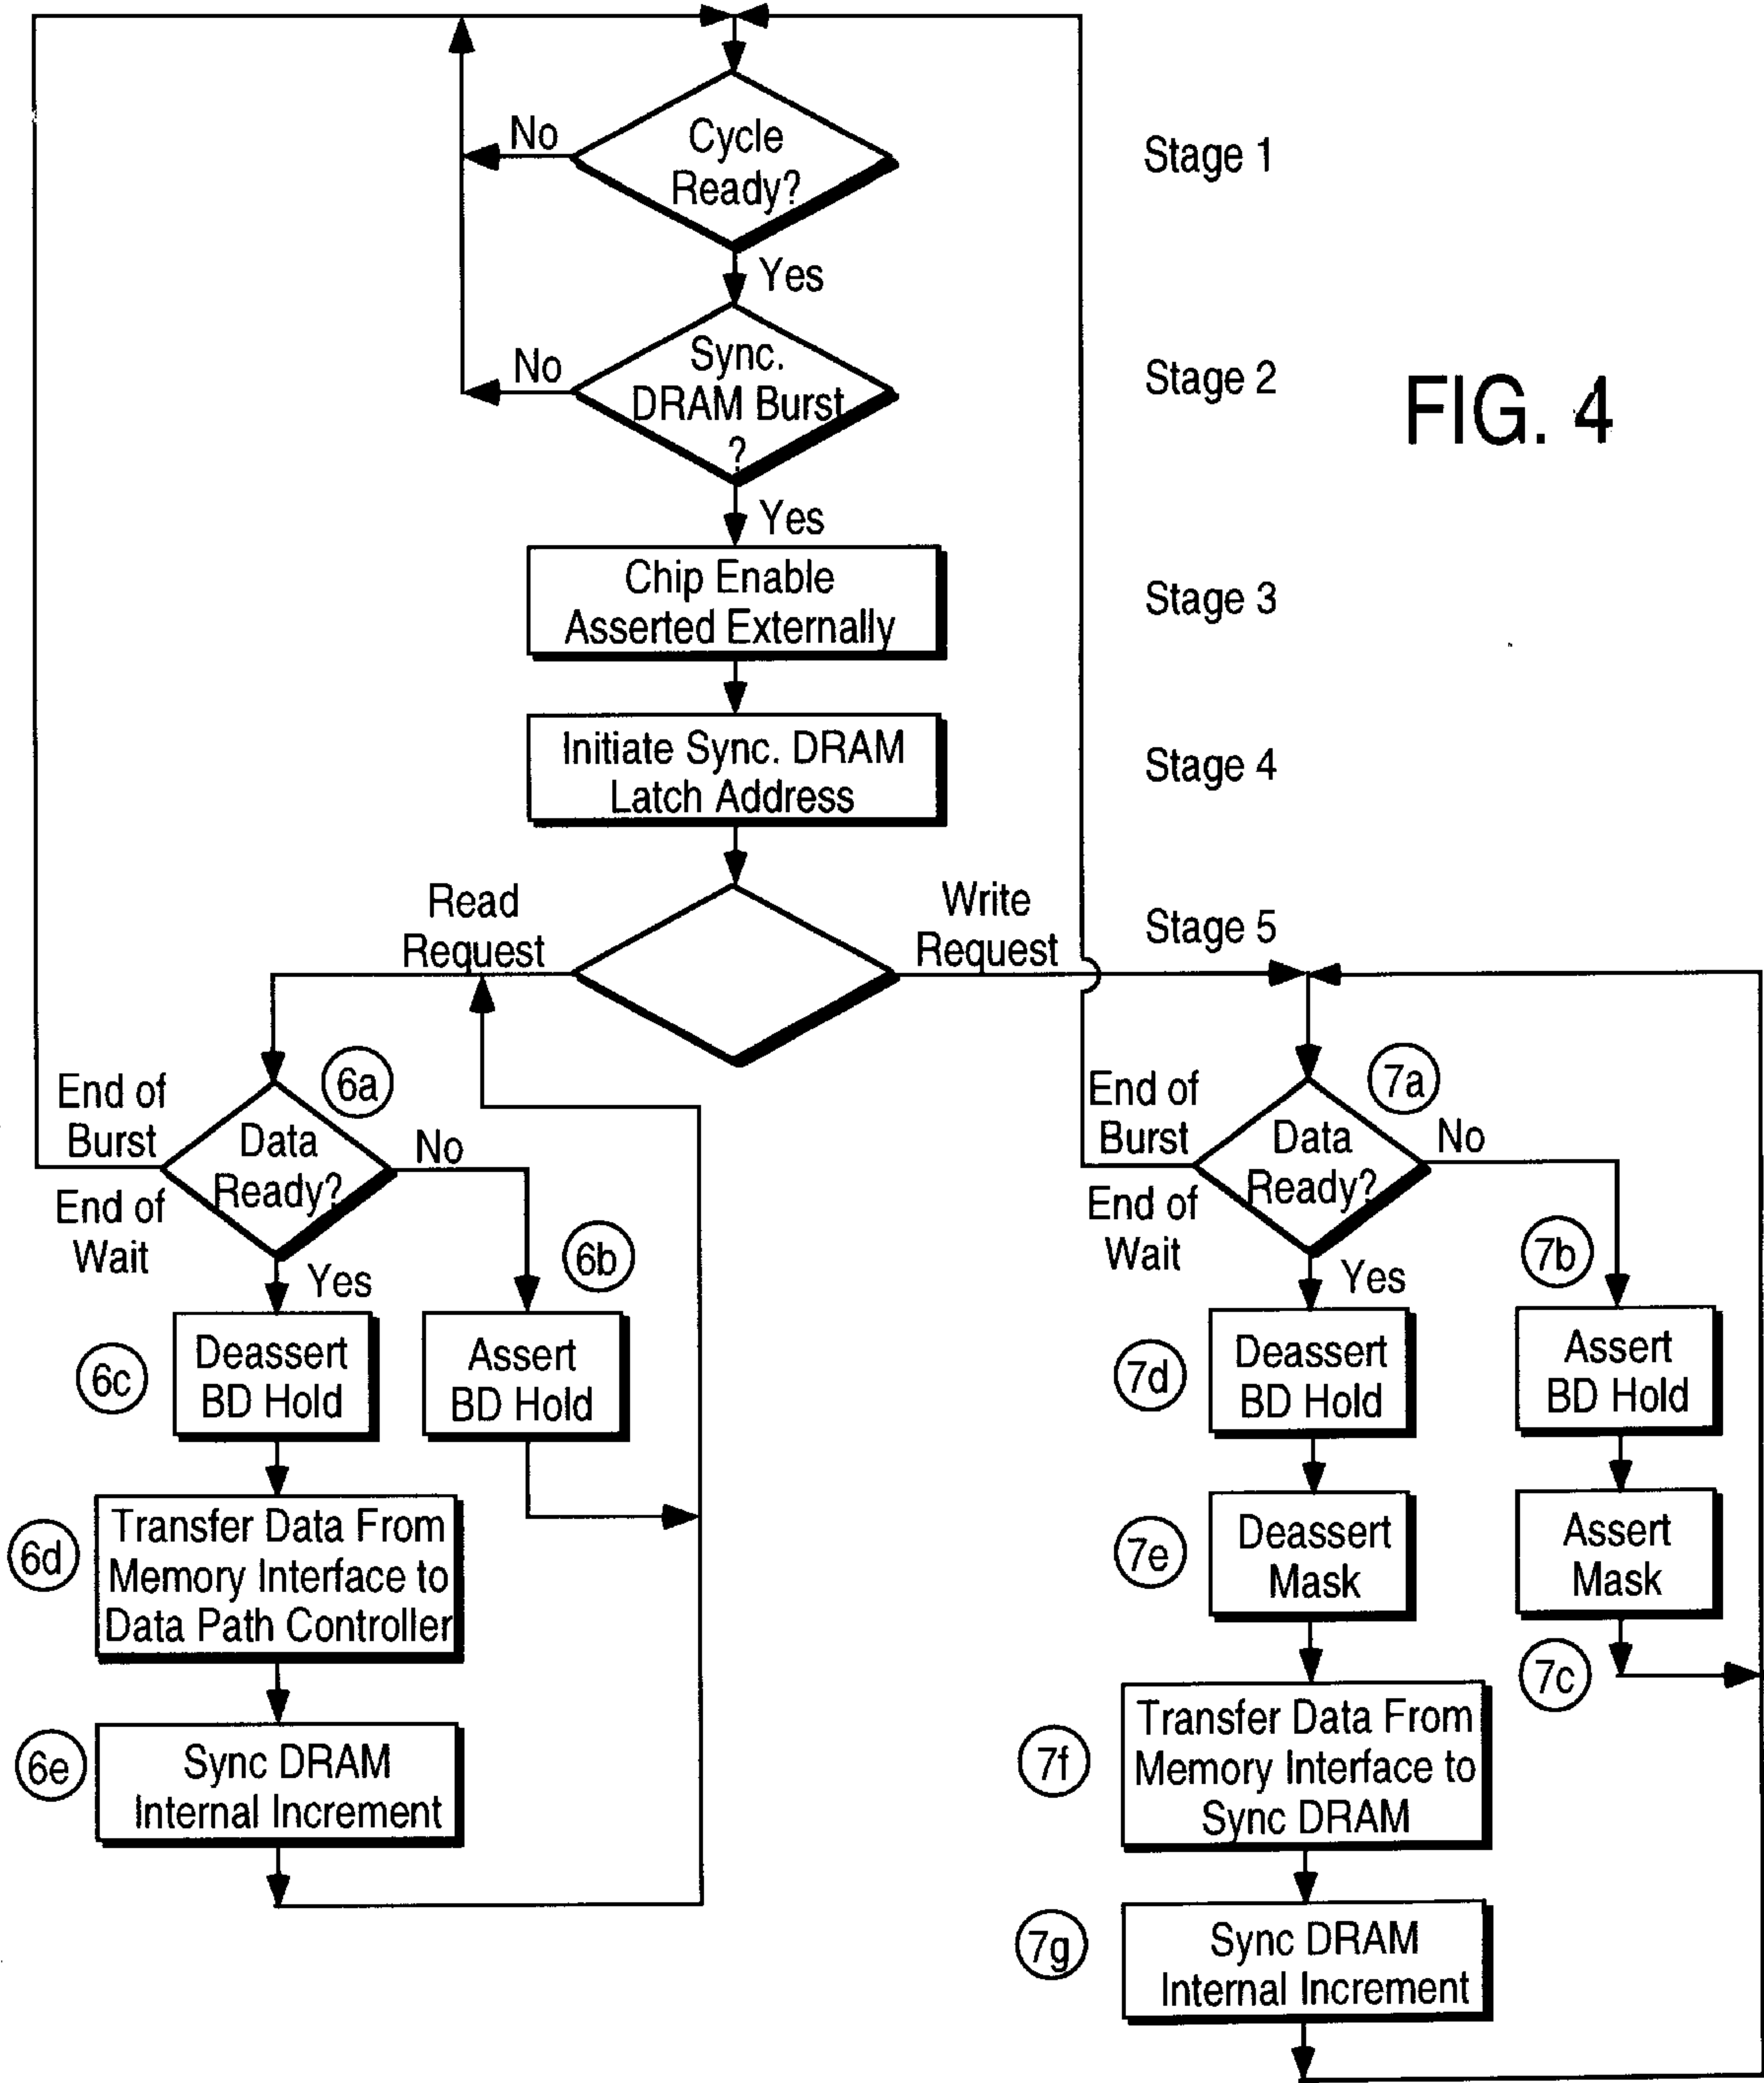 No
Cycle
Ready?
Stage 1
Yes
No
Sync.
DRAM Burst
?
Stage 2
FIG. 4
Yes
Chip Enable
Asserted Externally
Stage 3
Initiate Sync. DRAM
Latch Address
Stage 4
Read
Request
Write
Request
Stage 5
End of
Burst
End of
Wait
6a
Data
Ready?
No
Yes
6b
6c
Deassert
BD Hold
Assert
BD Hold
6d
Transfer Data From
Memory Interface to
Data Path Controller
6e
Sync DRAM
Internal Increment
End of
Burst
End of
Wait
7a
Data
Ready?
No
Yes
7b
7d
Deassert
BD Hold
Assert
BD Hold
7e
Deassert
Mask
Assert
Mask
7c
7f
Transfer Data From
Memory Interface to
Sync DRAM
7g
Sync DRAM
Internal Increment